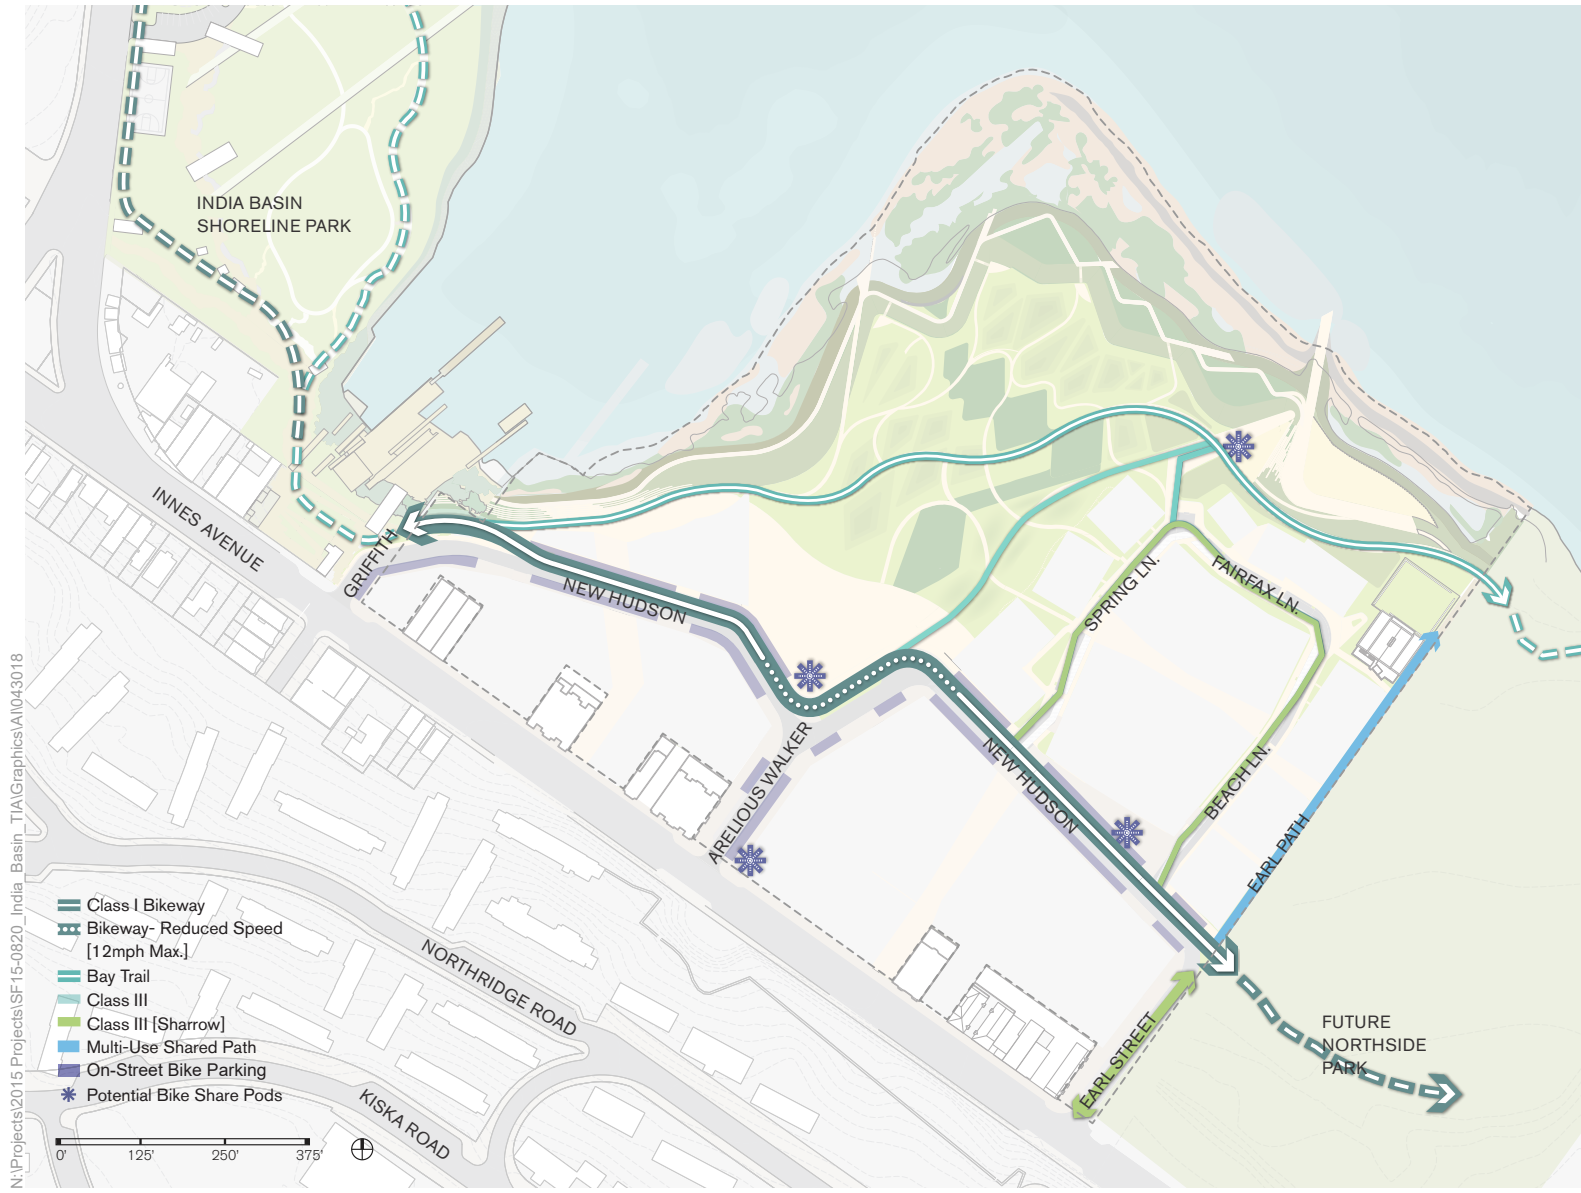 INDIA BASIN
SHORELINE PARK
INNES AVENUE
GRIFFITH
NEW HUDSON
SPRING LN.
FAIRFAX LN.
ARELIOUS WALKER
NEW HUDSON
BEACH LN.
EARL PATH
EARL STREET
FUTURE
NORTHSIDE
PARK
NORTHRIDGE ROAD
KISKA ROAD
Class I Bikeway
Bikeway- Reduced Speed
[12mph Max.]
Bay Trail
Class III
Class III [Sharrow]
Multi-Use Shared Path
On-Street Bike Parking
Potential Bike Share Pods
0' 125' 250' 375'
N:\Projects\2015 Projects\SF15-0820_India_Basin_TIA\Graphics\AI\043018